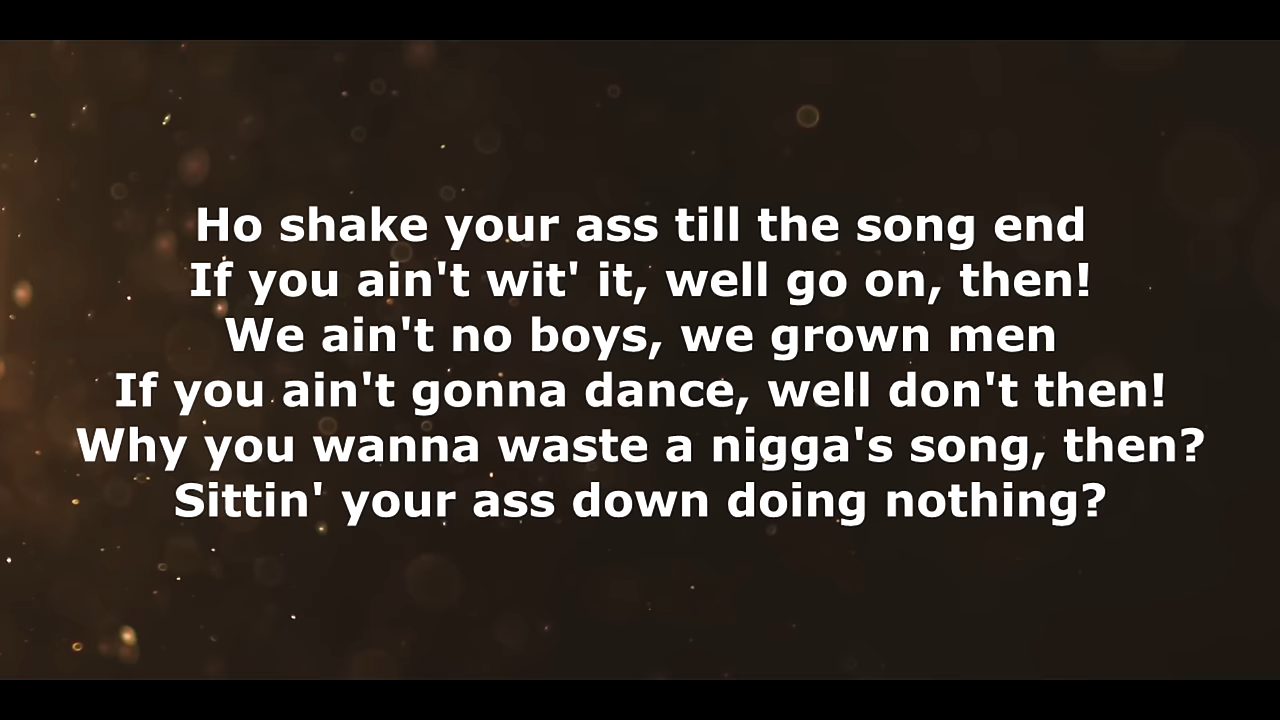 Ho shake your ass till the song end
If you ain't wit' it, well go on, then!
We ain't no boys, we grown men
If you ain't gonna dance, well don't then!
Why you wanna waste a nigga's song, then?
Sittin' your ass down doing nothing?